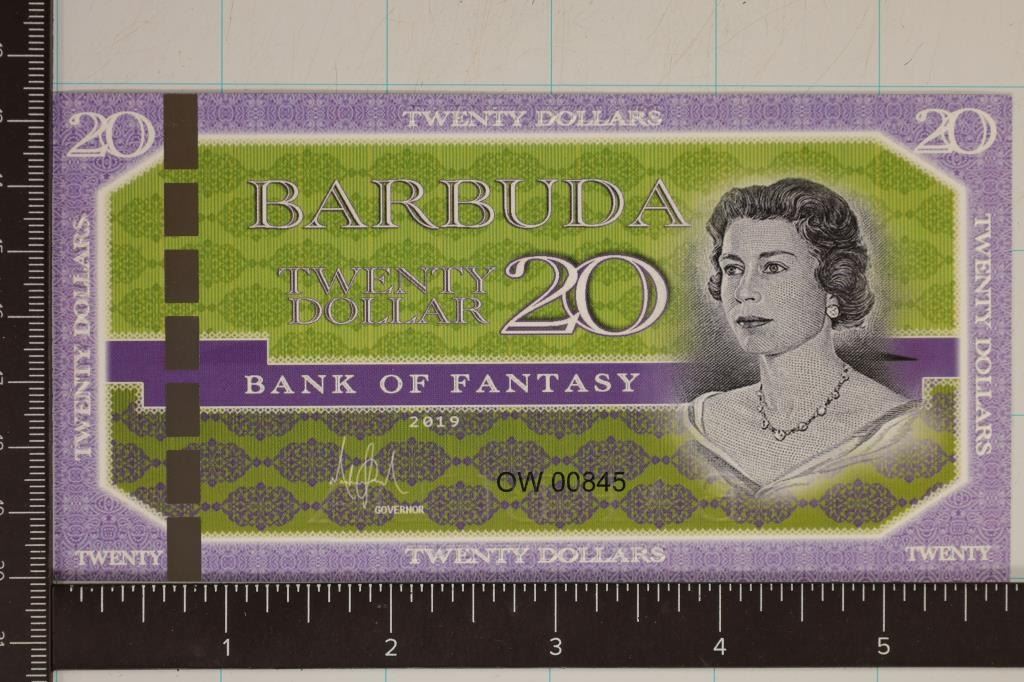 TWENTY DOLLARS
20
20
BARBUDA
TWENTY
DOLLAR
20
TWENTY DOLLARS
TWENTY DOLLARS
BANK OF FANTASY
2019
OW 00845
GOVERNOR
TWENTY
TWENTY DOLLARS
TWENTY
1 2 3 4 5